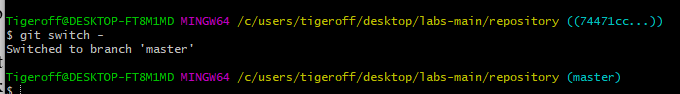 Tigeroff@DESKTOP-FT8M1MD MINGW64 /c/users/tigeroff/desktop/labs-main/repository ((74471cc...))
$ git switch -
Switched to branch 'master'
Tigeroff@DESKTOP-FT8M1MD MINGW64 /c/users/tigeroff/desktop/labs-main/repository (master)
$